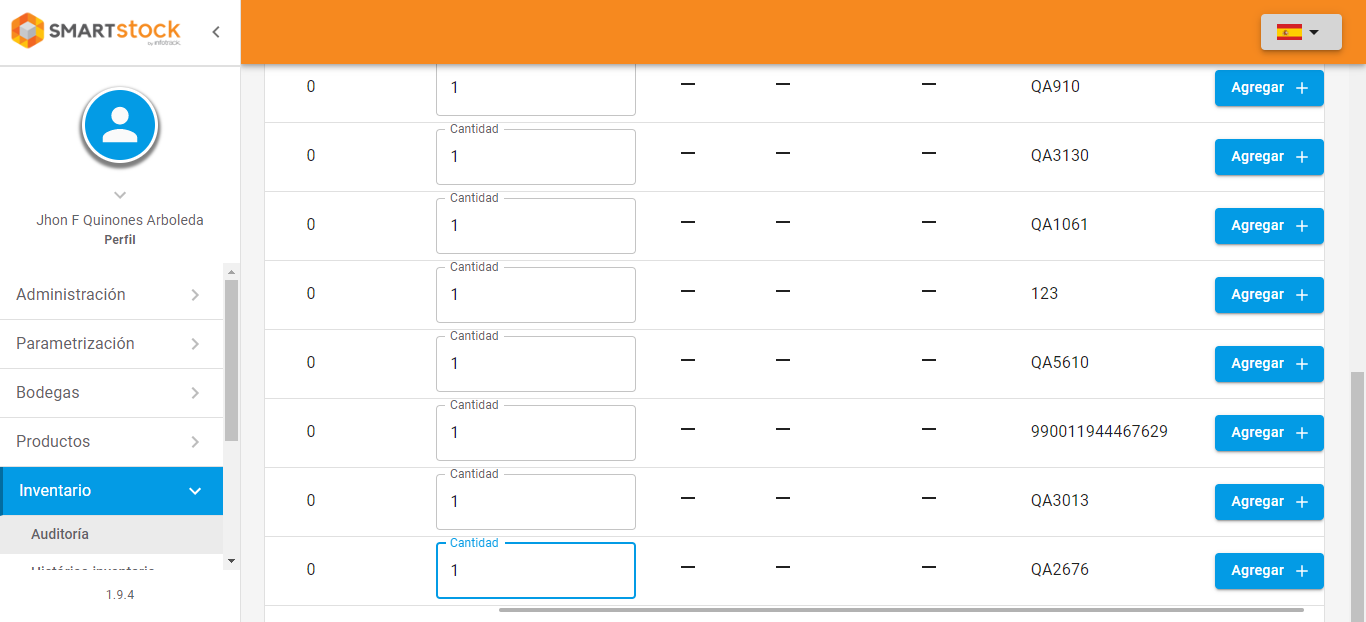 SMARTstock
by infotrack.
Jhon F Quinones Arboleda
Perfil
Administración
Parametrización
Bodegas
Productos
Inventario
Auditoría
Histórico inventario
1.9.4
0 1 — — — QA910 Agregar +
Cantidad
0 1 — — — QA3130 Agregar +
Cantidad
0 1 — — — QA1061 Agregar +
Cantidad
0 1 — — — 123 Agregar +
Cantidad
0 1 — — — QA5610 Agregar +
Cantidad
0 1 — — — 990011944467629 Agregar +
Cantidad
0 1 — — — QA3013 Agregar +
Cantidad
0 1 — — — QA2676 Agregar +